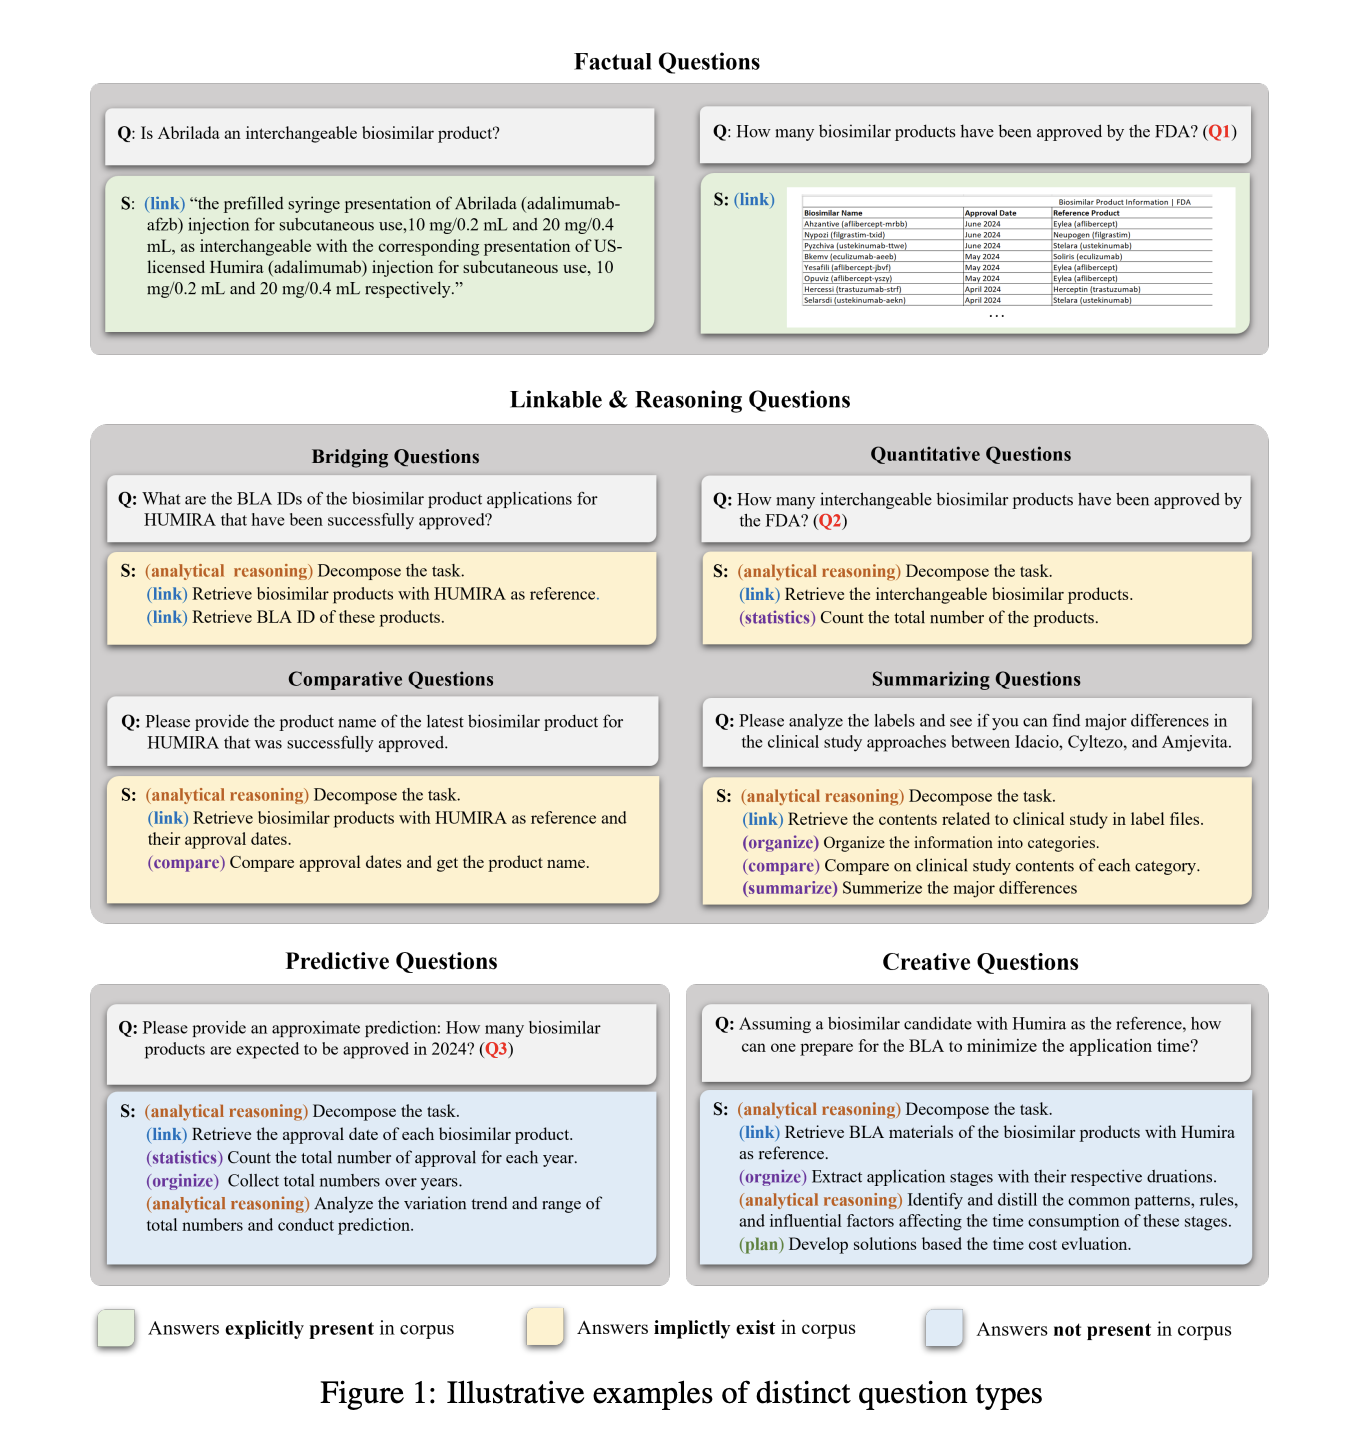 Factual Questions
Q: Is Abrilada an interchangeable biosimilar product?
S: (link) “the prefilled syringe presentation of Abrilada (adalimumab-
afzb) injection for subcutaneous use,10 mg/0.2 mL and 20 mg/0.4
mL, as interchangeable with the corresponding presentation of US-
licensed Humira (adalimumab) injection for subcutaneous use, 10
mg/0.2 mL and 20 mg/0.4 mL respectively.”
Q: How many biosimilar products have been approved by the FDA? (Q1)
S: (link)
Biosimilar Product Information | FDA
Biosimilar Name Approval Date Reference Product
Ahzantive (aflibercept-mrbb) June 2024 Eylea (aflibercept)
Nypozi (filgrastim-txid) June 2024 Neupogen (filgrastim)
Pyzchiva (ustekinumab-ttwe) June 2024 Stelara (ustekinumab)
Bkemv (eculizumab-aeeb) May 2024 Soliris (eculizumab)
Yesafili (aflibercept-jbvf) May 2024 Eylea (aflibercept)
Opuviz (aflibercept-yszy) May 2024 Eylea (aflibercept)
Hercessi (trastuzumab-strf) April 2024 Herceptin (trastuzumab)
Selarsdi (ustekinumab-aekn) April 2024 Stelara (ustekinumab)
...
Linkable & Reasoning Questions
Bridging Questions
Q: What are the BLA IDs of the biosimilar product applications for
HUMIRA that have been successfully approved?
S: (analytical reasoning) Decompose the task.
(link) Retrieve biosimilar products with HUMIRA as reference.
(link) Retrieve BLA ID of these products.
Quantitative Questions
Q: How many interchangeable biosimilar products have been approved by
the FDA? (Q2)
S: (analytical reasoning) Decompose the task.
(link) Retrieve the interchangeable biosimilar products.
(statistics) Count the total number of the products.
Comparative Questions
Q: Please provide the product name of the latest biosimilar product for
HUMIRA that was successfully approved.
S: (analytical reasoning) Decompose the task.
(link) Retrieve biosimilar products with HUMIRA as reference and
their approval dates.
(compare) Compare approval dates and get the product name.
Summarizing Questions
Q: Please analyze the labels and see if you can find major differences in
the clinical study approaches between Idacio, Cyltezo, and Amjevita.
S: (analytical reasoning) Decompose the task.
(link) Retrieve the contents related to clinical study in label files.
(organize) Organize the information into categories.
(compare) Compare on clinical study contents of each category.
(summarize) Summerize the major differences
Predictive Questions
Q: Please provide an approximate prediction: How many biosimilar
products are expected to be approved in 2024? (Q3)
S: (analytical reasoning) Decompose the task.
(link) Retrieve the approval date of each biosimilar product.
(statistics) Count the total number of approval for each year.
(orginize) Collect total numbers over years.
(analytical reasoning) Analyze the variation trend and range of
total numbers and conduct prediction.
Creative Questions
Q: Assuming a biosimilar candidate with Humira as the reference, how
can one prepare for the BLA to minimize the application time?
S: (analytical reasoning) Decompose the task.
(link) Retrieve BLA materials of the biosimilar products with Humira
as reference.
(orgnize) Extract application stages with their respective druations.
(analytical reasoning) Identify and distill the common patterns, rules,
and influential factors affecting the time consumption of these stages.
(plan) Develop solutions based the time cost evluation.
Answers explicitly present in corpus
Answers implictly exist in corpus
Answers not present in corpus
Figure 1: Illustrative examples of distinct question types